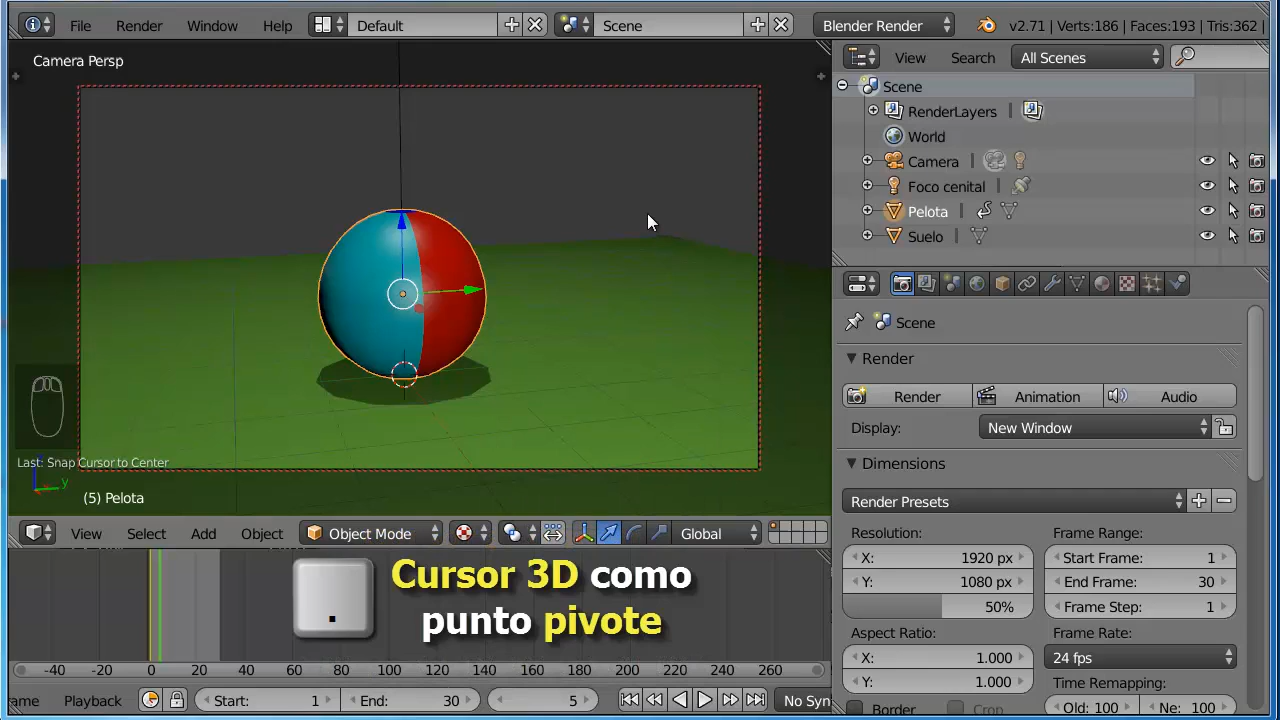 File Render Window Help Default Scene Blender Render v2.71 | Verts:186 | Faces:193 | Tris:362 |
Camera Persp
View Search All Scenes
Scene
RenderLayers
World
Camera
Foco cenital
Pelota
Suelo
Last: Snap Cursor to Center
z
y
(5) Pelota
View Select Add Object Object Mode Global
Scene
Render
Render Animation Audio
Display: New Window
Dimensions
Render Presets
Resolution: Frame Range:
X: 1920 px Start Frame: 1
Y: 1080 px End Frame: 30
50% Frame Step: 1
Aspect Ratio: Frame Rate:
X: 1.000 24 fps
Y: 1.000 Time Remapping:
Border Crop Old: 100 Ne: 100
.
Cursor 3D como
punto pivote
-40 -20 0 20 40 60 80 100 120 140 160 180 200 220 240 260
ame Playback Start: 1 End: 30 5 No Syn